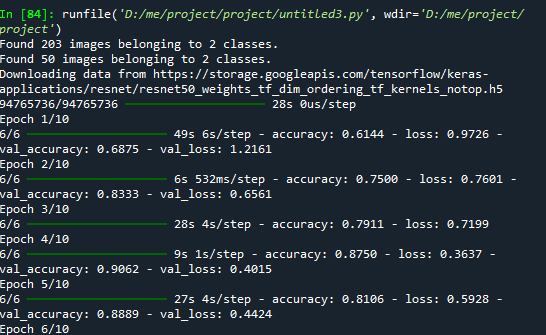 In [84]: runfile('D:/me/project/project/untitled3.py', wdir='D:/me/project/
project')
Found 203 images belonging to 2 classes.
Found 50 images belonging to 2 classes.
Downloading data from https://storage.googleapis.com/tensorflow/keras-
applications/resnet/resnet50_weights_tf_dim_ordering_tf_kernels_notop.h5
94765736/94765736 ━━━━━━━━━━━━━━━━━━━━ 28s 0us/step
Epoch 1/10
6/6 ━━━━━━━━━━━━━━━━━━━━ 49s 6s/step - accuracy: 0.6144 - loss: 0.9726 -
val_accuracy: 0.6875 - val_loss: 1.2161
Epoch 2/10
6/6 ━━━━━━━━━━━━━━━━━━━━ 6s 532ms/step - accuracy: 0.7500 - loss: 0.7601 -
val_accuracy: 0.8333 - val_loss: 0.6561
Epoch 3/10
6/6 ━━━━━━━━━━━━━━━━━━━━ 28s 4s/step - accuracy: 0.7911 - loss: 0.7199
Epoch 4/10
6/6 ━━━━━━━━━━━━━━━━━━━━ 9s 1s/step - accuracy: 0.8750 - loss: 0.3637 -
val_accuracy: 0.9062 - val_loss: 0.4015
Epoch 5/10
6/6 ━━━━━━━━━━━━━━━━━━━━ 27s 4s/step - accuracy: 0.8106 - loss: 0.5928 -
val_accuracy: 0.8889 - val_loss: 0.4424
Epoch 6/10